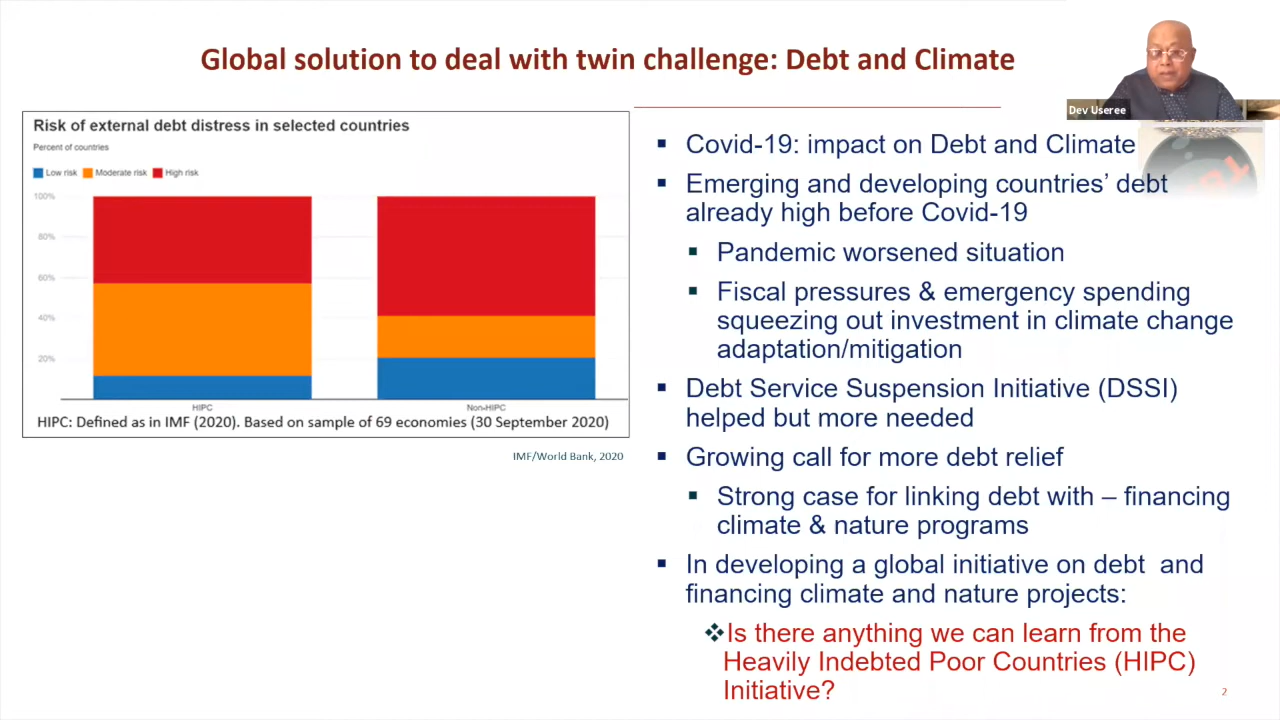 Global solution to deal with twin challenge: Debt and Climate
Dev Useree
Risk of external debt distress in selected countries
Percent of countries
Low risk Moderate risk High risk
100%
80%
60%
40%
20%
HIPC Non-HIPC
HIPC: Defined as in IMF (2020). Based on sample of 69 economies (30 September 2020)
IMF/World Bank, 2020
▪ Covid-19: impact on Debt and Climate
▪ Emerging and developing countries’ debt
already high before Covid-19
▪ Pandemic worsened situation
▪ Fiscal pressures & emergency spending
squeezing out investment in climate change
adaptation/mitigation
▪ Debt Service Suspension Initiative (DSSI)
helped but more needed
▪ Growing call for more debt relief
▪ Strong case for linking debt with – financing
climate & nature programs
▪ In developing a global initiative on debt and
financing climate and nature projects:
❖Is there anything we can learn from the
Heavily Indebted Poor Countries (HIPC)
Initiative?
2